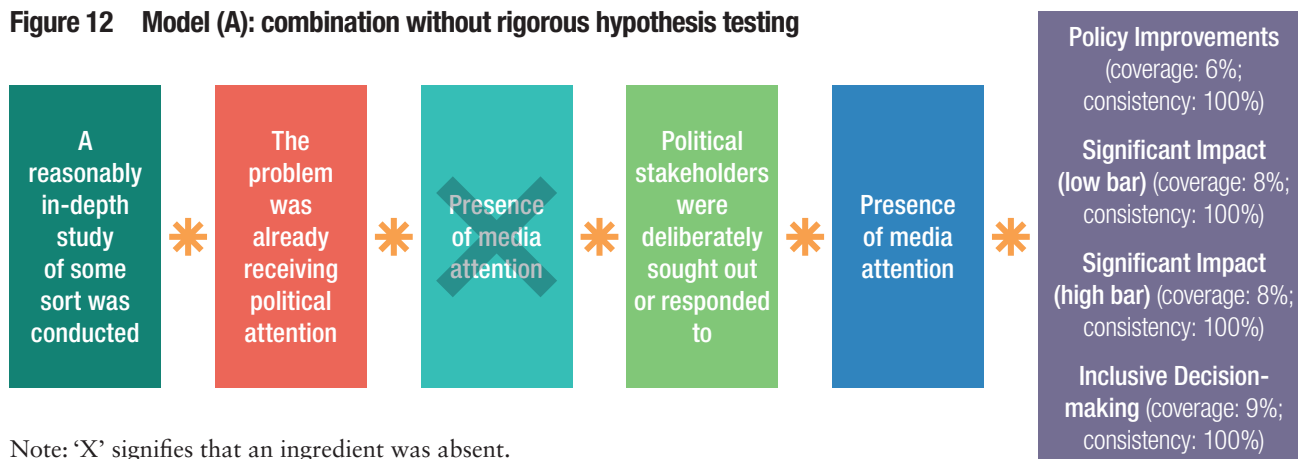 Figure 12 Model (A): combination without rigorous hypothesis testing
A
reasonably
in-depth
study
of some
sort was
conducted
The
problem
was
already
receiving
political
attention
Presence
of media
attention
Political
stakeholders
were
deliberately
sought out
or responded
to
Presence
of media
attention
Policy Improvements
(coverage: 6%;
consistency: 100%)
Significant Impact
(low bar) (coverage: 8%;
consistency: 100%)
Significant Impact
(high bar) (coverage: 8%;
consistency: 100%)
Inclusive Decision-
making (coverage: 9%;
consistency: 100%)
Note: ‘X’ signifies that an ingredient was absent.